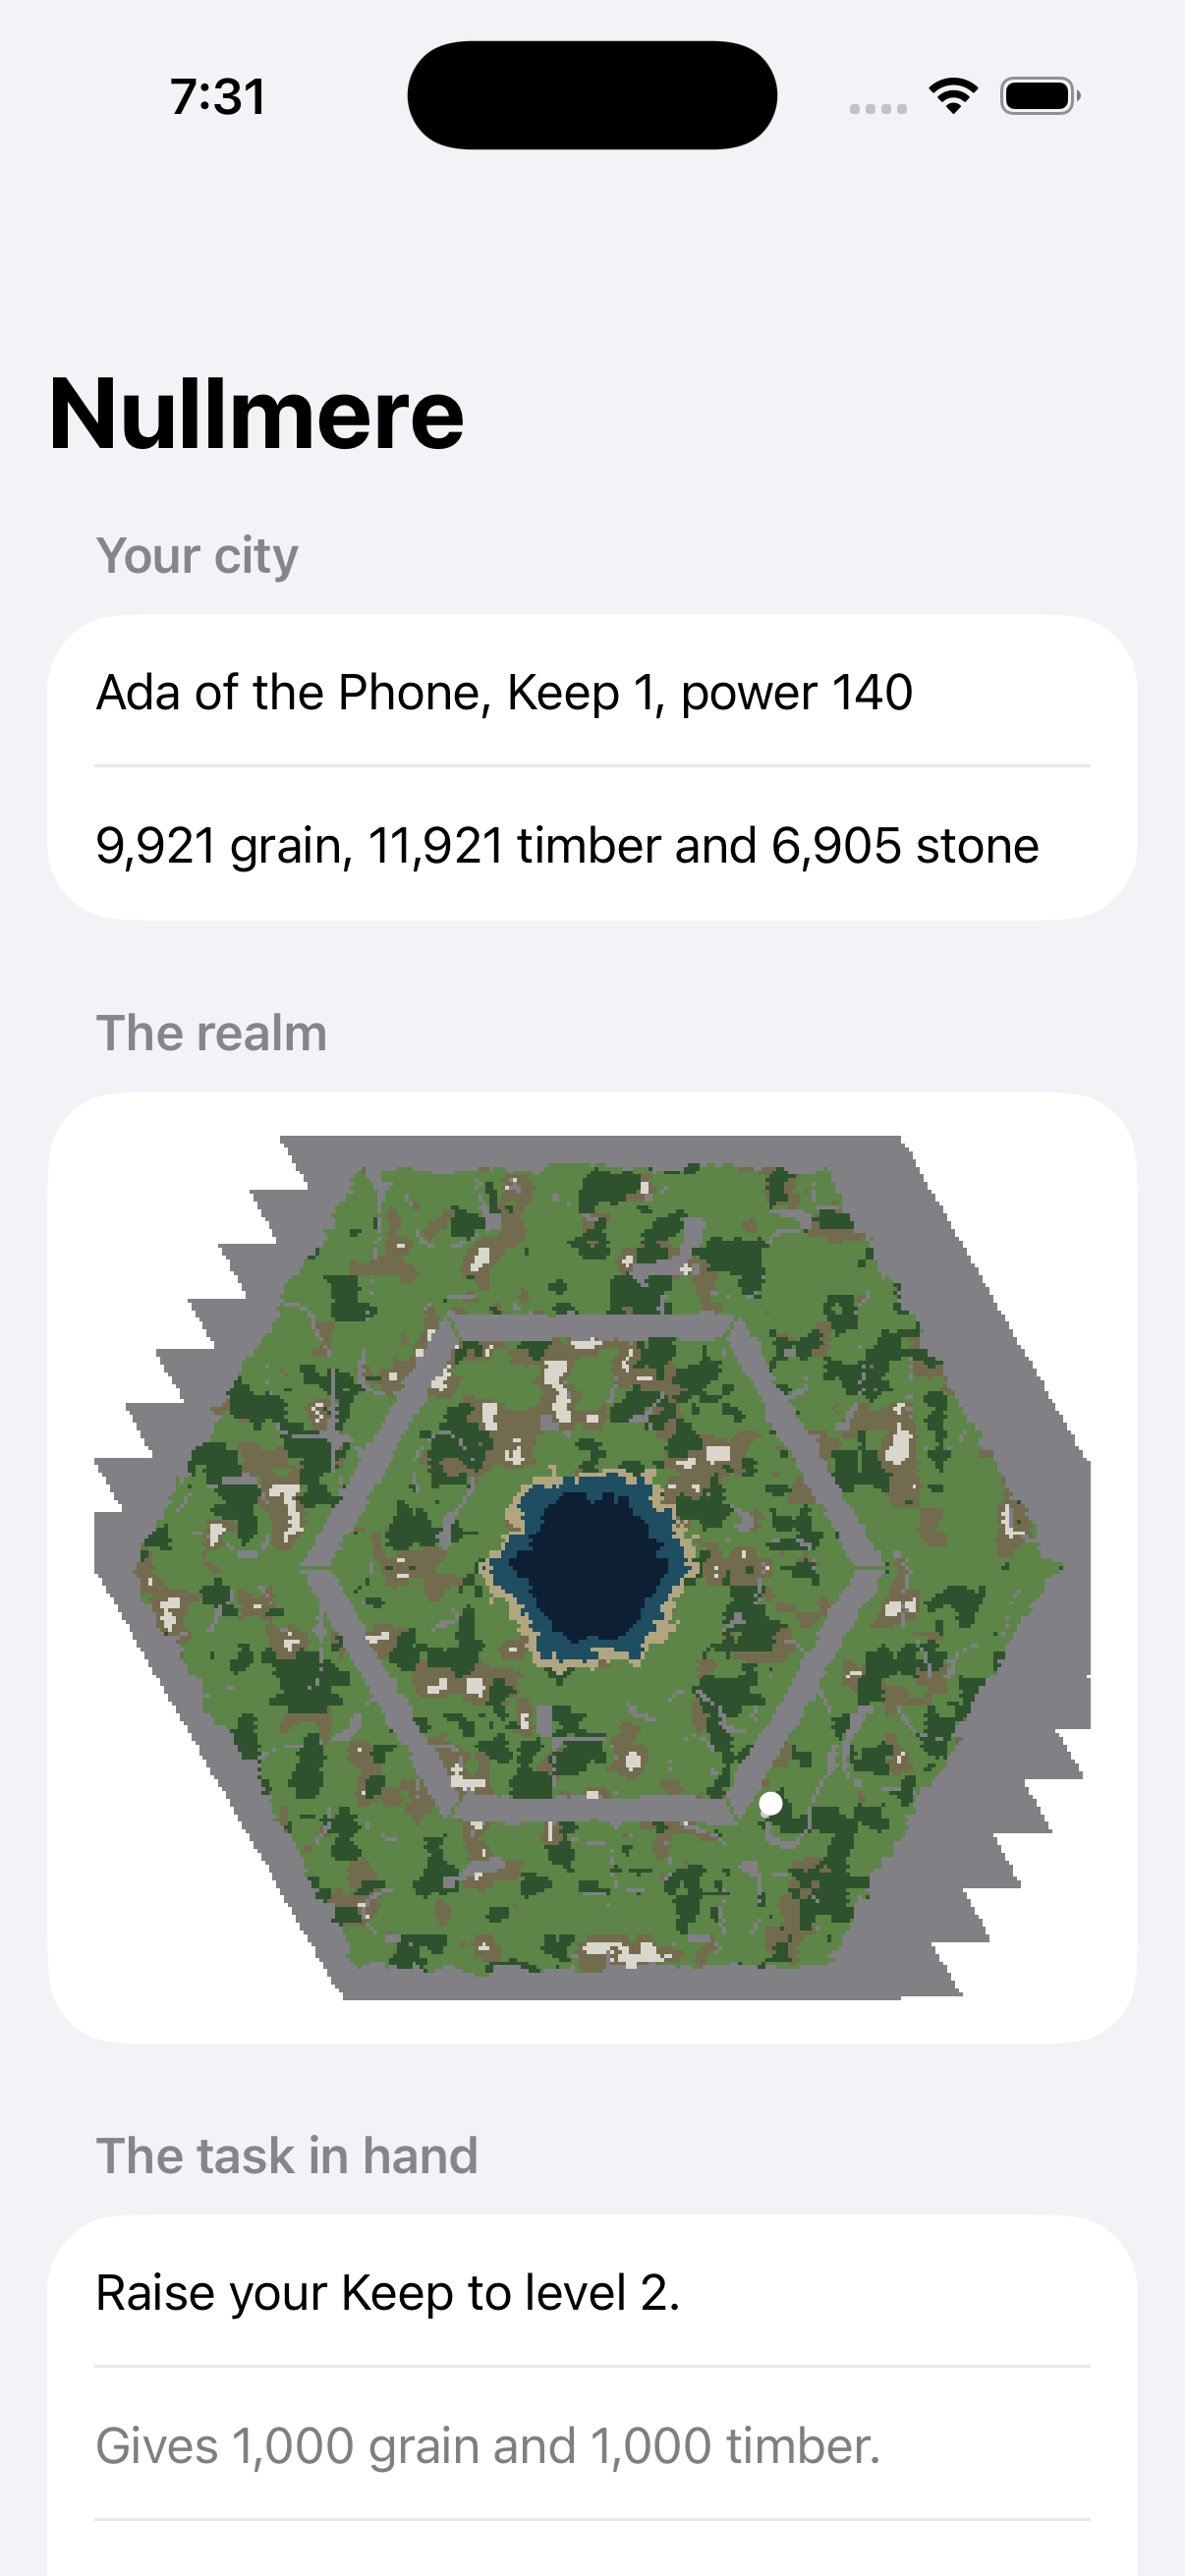 7:31
Nullmere
Your city
Ada of the Phone, Keep 1, power 140
9,921 grain, 11,921 timber and 6,905 stone
The realm
The task in hand
Raise your Keep to level 2.
Gives 1,000 grain and 1,000 timber.